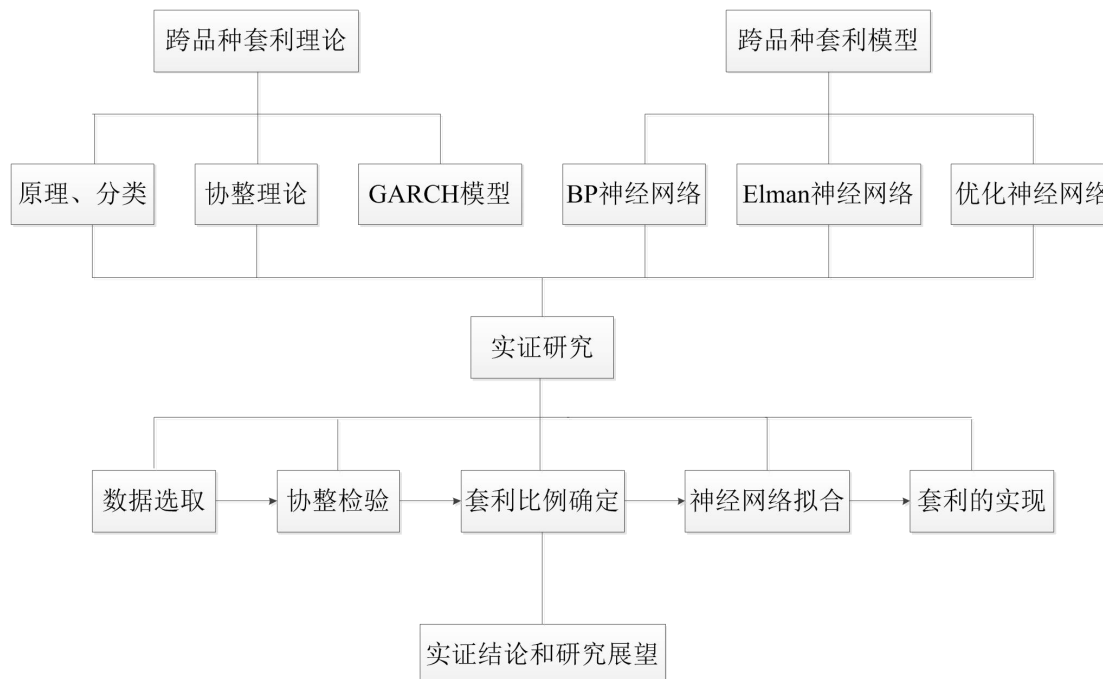 跨品种套利理论
跨品种套利模型
原理、分类
协整理论
GARCH模型
BP神经网络
Elman神经网络
优化神经网络
实证研究
数据选取
协整检验
套利比例确定
神经网络拟合
套利的实现
实证结论和研究展望